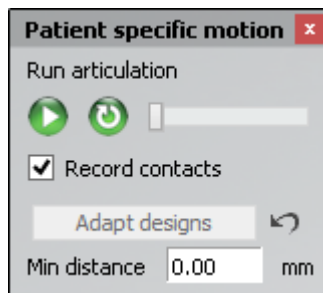 Patient specific motion x
Run articulation
Record contacts
Adapt designs
Min distance 0.00 mm